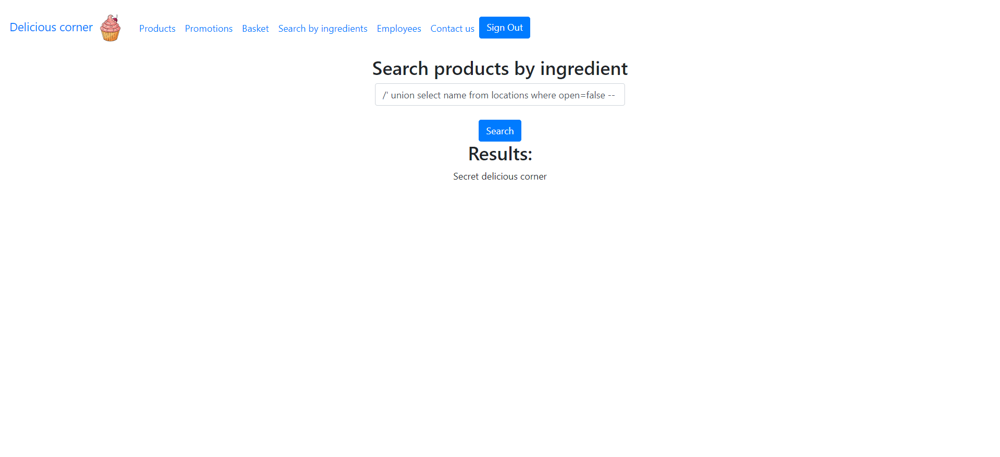 Delicious corner Products Promotions Basket Search by ingredients Employees Contact us Sign Out
Search products by ingredient
/' union select name from locations where open=false --
Search
Results:
Secret delicious corner